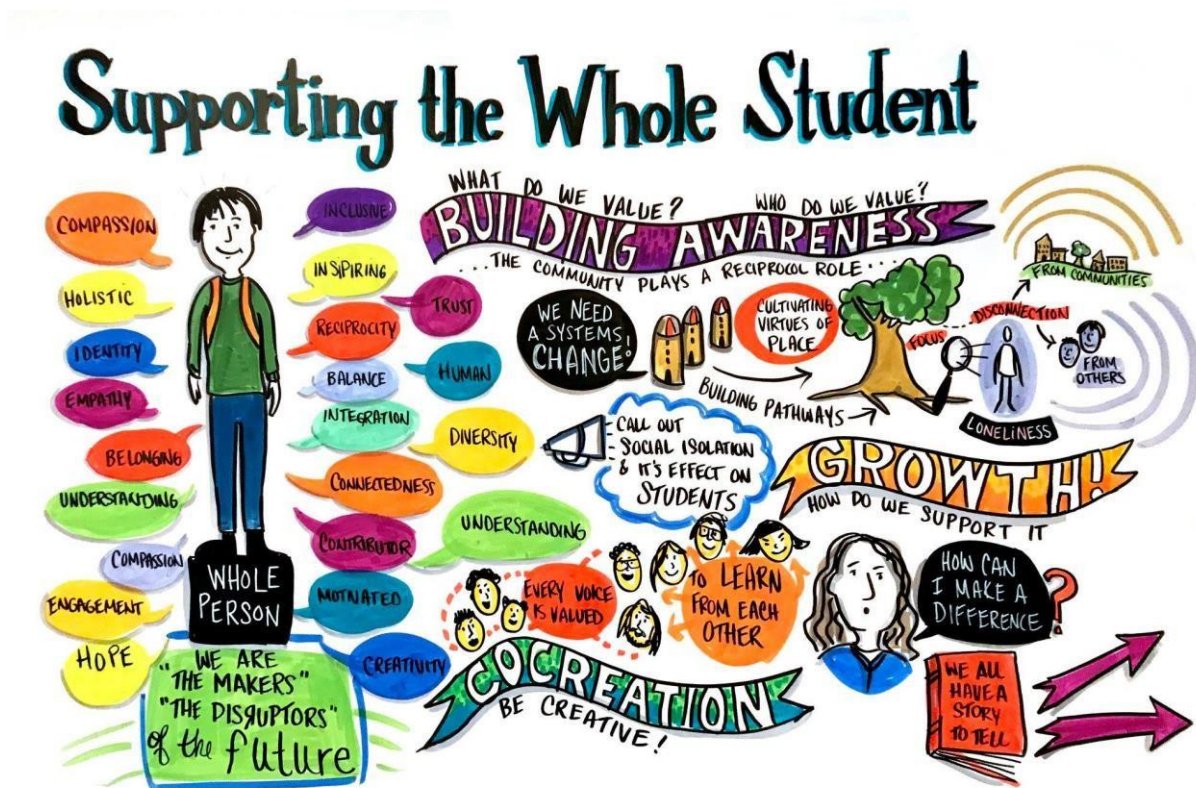 Supporting the Whole Student
COMPASSION
HOLISTIC
IDENTITY
EMPATHY
BELONGING
UNDERSTANDING
COMPASSION
ENGAGEMENT
HOPE
INCLUSIVE
INSPIRING
TRUST
RECIPROCITY
HUMAN
BALANCE
INTEGRATION
DIVERSITY
CONNECTEDNESS
UNDERSTANDING
CONTRIBUTOR
MOTIVATED
CREATIVITY
WHOLE
PERSON
"WE ARE
THE MAKERS"
"THE DISRUPTORS"
of the future
WHAT DO WE VALUE?
WHO DO WE VALUE?
BUILDING AWARENESS
...THE COMMUNITY PLAYS A RECIPROCOL ROLE....
WE NEED
A SYSTEMS
CHANGE!
CULTIVATING
VIRTUES OF
PLACE
BUILDING PATHWAYS
FOCUS
DISCONNECTION
FROM COMMUNITIES
FROM
OTHERS
LONELINESS
CALL OUT
SOCIAL ISOLATION
& IT'S EFFECT ON
STUDENTS
GROWTH!!
HOW DO WE SUPPORT IT
EVERY VOICE
IS VALUED
TO LEARN
FROM EACH
OTHER
COCREATION
BE CREATIVE!
HOW CAN
I MAKE A
DIFFERENCE
?
WE ALL
HAVE A
STORY
TO TELL